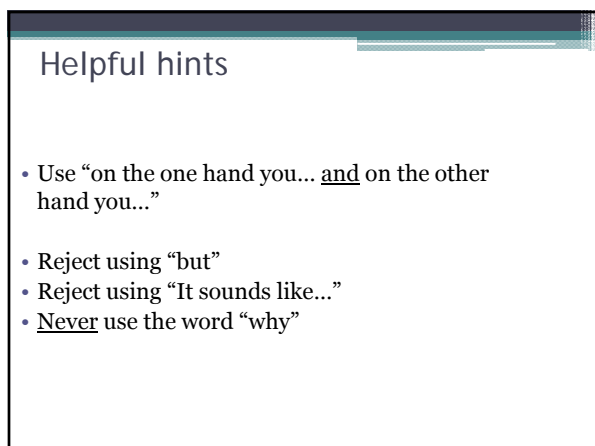 Helpful hints
• Use “on the one hand you... and on the other
hand you...”
• Reject using “but”
• Reject using “It sounds like...”
• Never use the word “why”